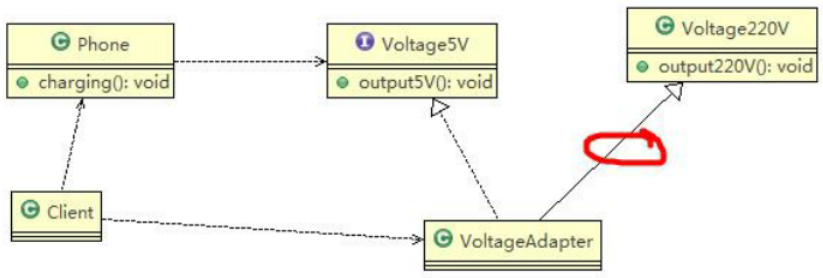 C Phone
charging(): void
I Voltage5V
output5V(): void
C Voltage220V
output220V(): void
C Client
C VoltageAdapter